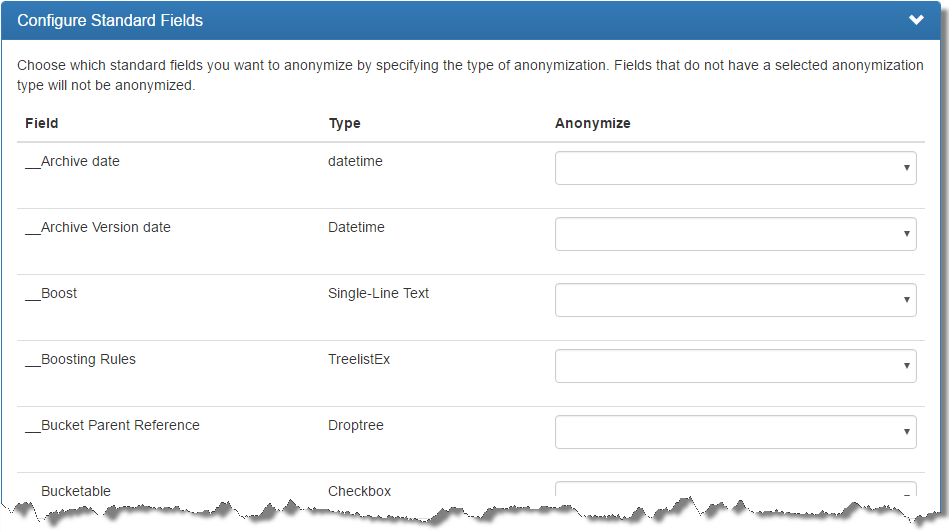 Configure Standard Fields
Choose which standard fields you want to anonymize by specifying the type of anonymization. Fields that do not have a selected anonymization
type will not be anonymized.
Field Type Anonymize
__Archive date datetime
__Archive Version date Datetime
__Boost Single-Line Text
__Boosting Rules TreelistEx
__Bucket Parent Reference Droptree
Bucketable Checkbox